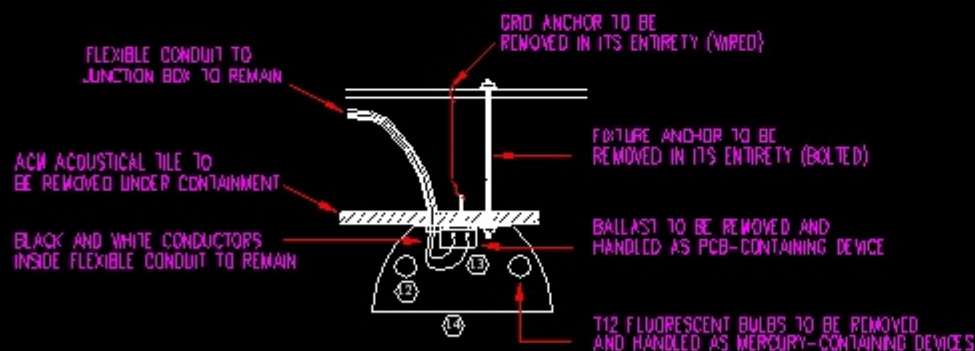 GRID ANCHOR TO BE
REMOVED IN ITS ENTIRETY (WIRED)
FLEXIBLE CONDUIT TO
JUNCTION BOX TO REMAIN
FIXTURE ANCHOR TO BE
REMOVED IN ITS ENTIRETY (BOLTED)
ACM ACOUSTICAL TILE TO
BE REMOVED UNDER CONTAINMENT
BALLAST TO BE REMOVED AND
HANDLED AS PCB-CONTAINING DEVICE
BLACK AND WHITE CONDUCTORS
INSIDE FLEXIBLE CONDUIT TO REMAIN
13
12
14
T12 FLUORESCENT BULBS TO BE REMOVED
AND HANDLED AS MERCURY-CONTAINING DEVICES